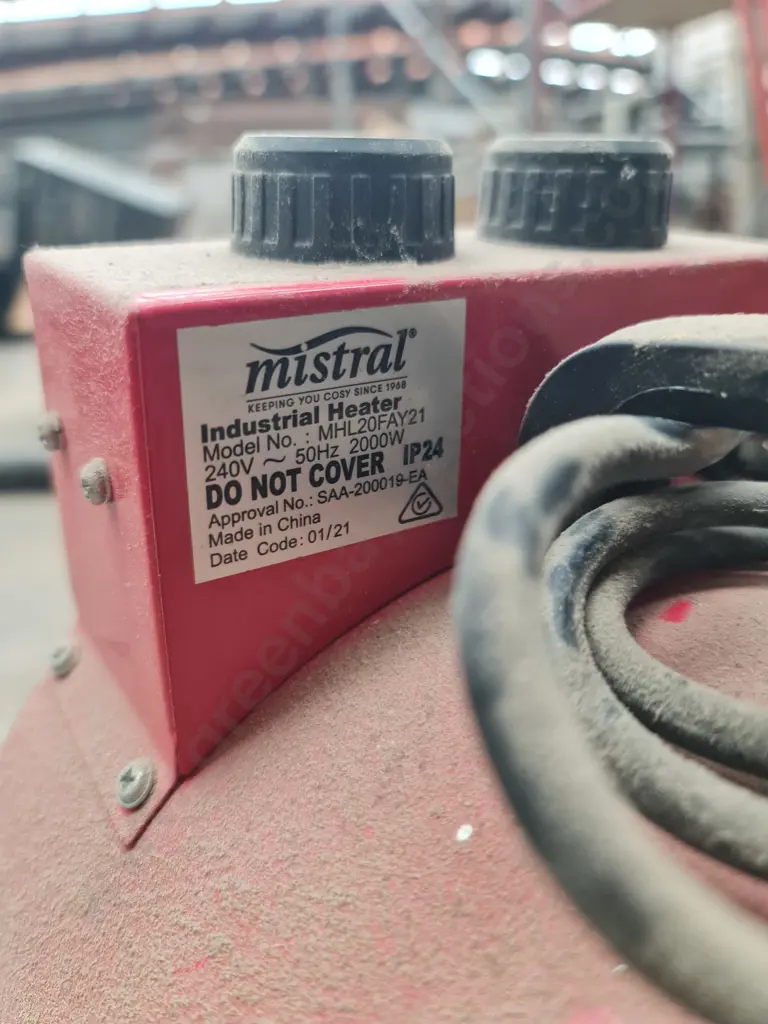 mistral®
KEEPING YOU COSY SINCE 1968
Industrial Heater
Model No. : MHL20FAY21
240V ~ 50Hz 2000W
DO NOT COVER IP24
Approval No.: SAA-200019-EA
Made in China
Date Code: 01/21